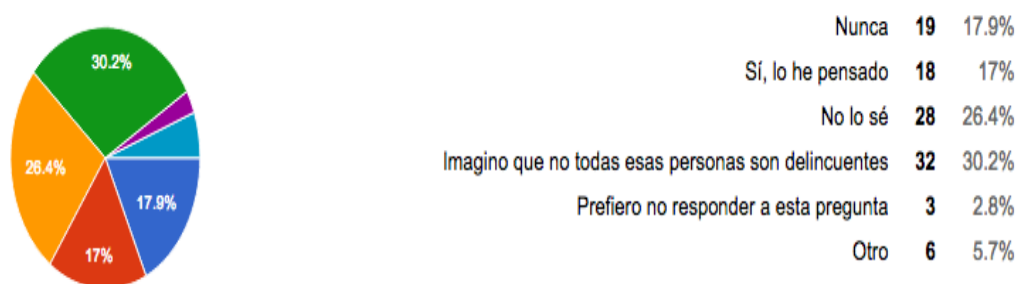 30.2%
26.4%
17.9%
17%
Nunca 19 17.9%
Sí, lo he pensado 18 17%
No lo sé 28 26.4%
Imagino que no todas esas personas son delincuentes 32 30.2%
Prefiero no responder a esta pregunta 3 2.8%
Otro 6 5.7%